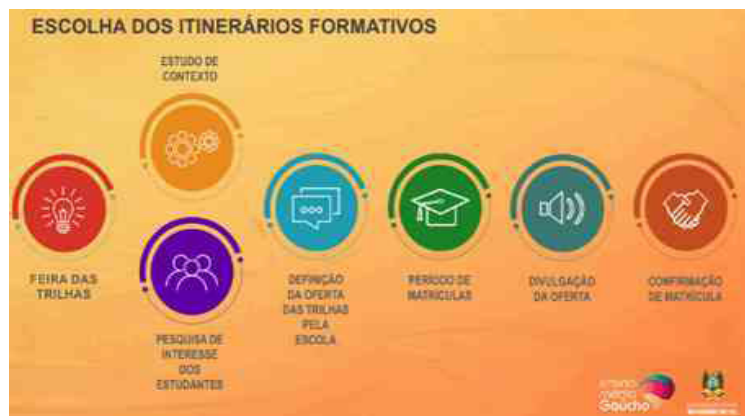 ESCOLHA DOS ITINERÁRIOS FORMATIVOS
FEIRA DAS
TRILHAS
ESTUDO DE
CONTEXTO
PESQUISA DE
INTERESSE
DOS
ESTUDANTES
DEFINIÇÃO
DA OFERTA
DAS TRILHAS
PELA
ESCOLA
PERÍODO DE
MATRÍCULAS
DIVULGAÇÃO
DA OFERTA
CONFIRMAÇÃO
DE MATRÍCULA
ensino
médio
Gaúcho